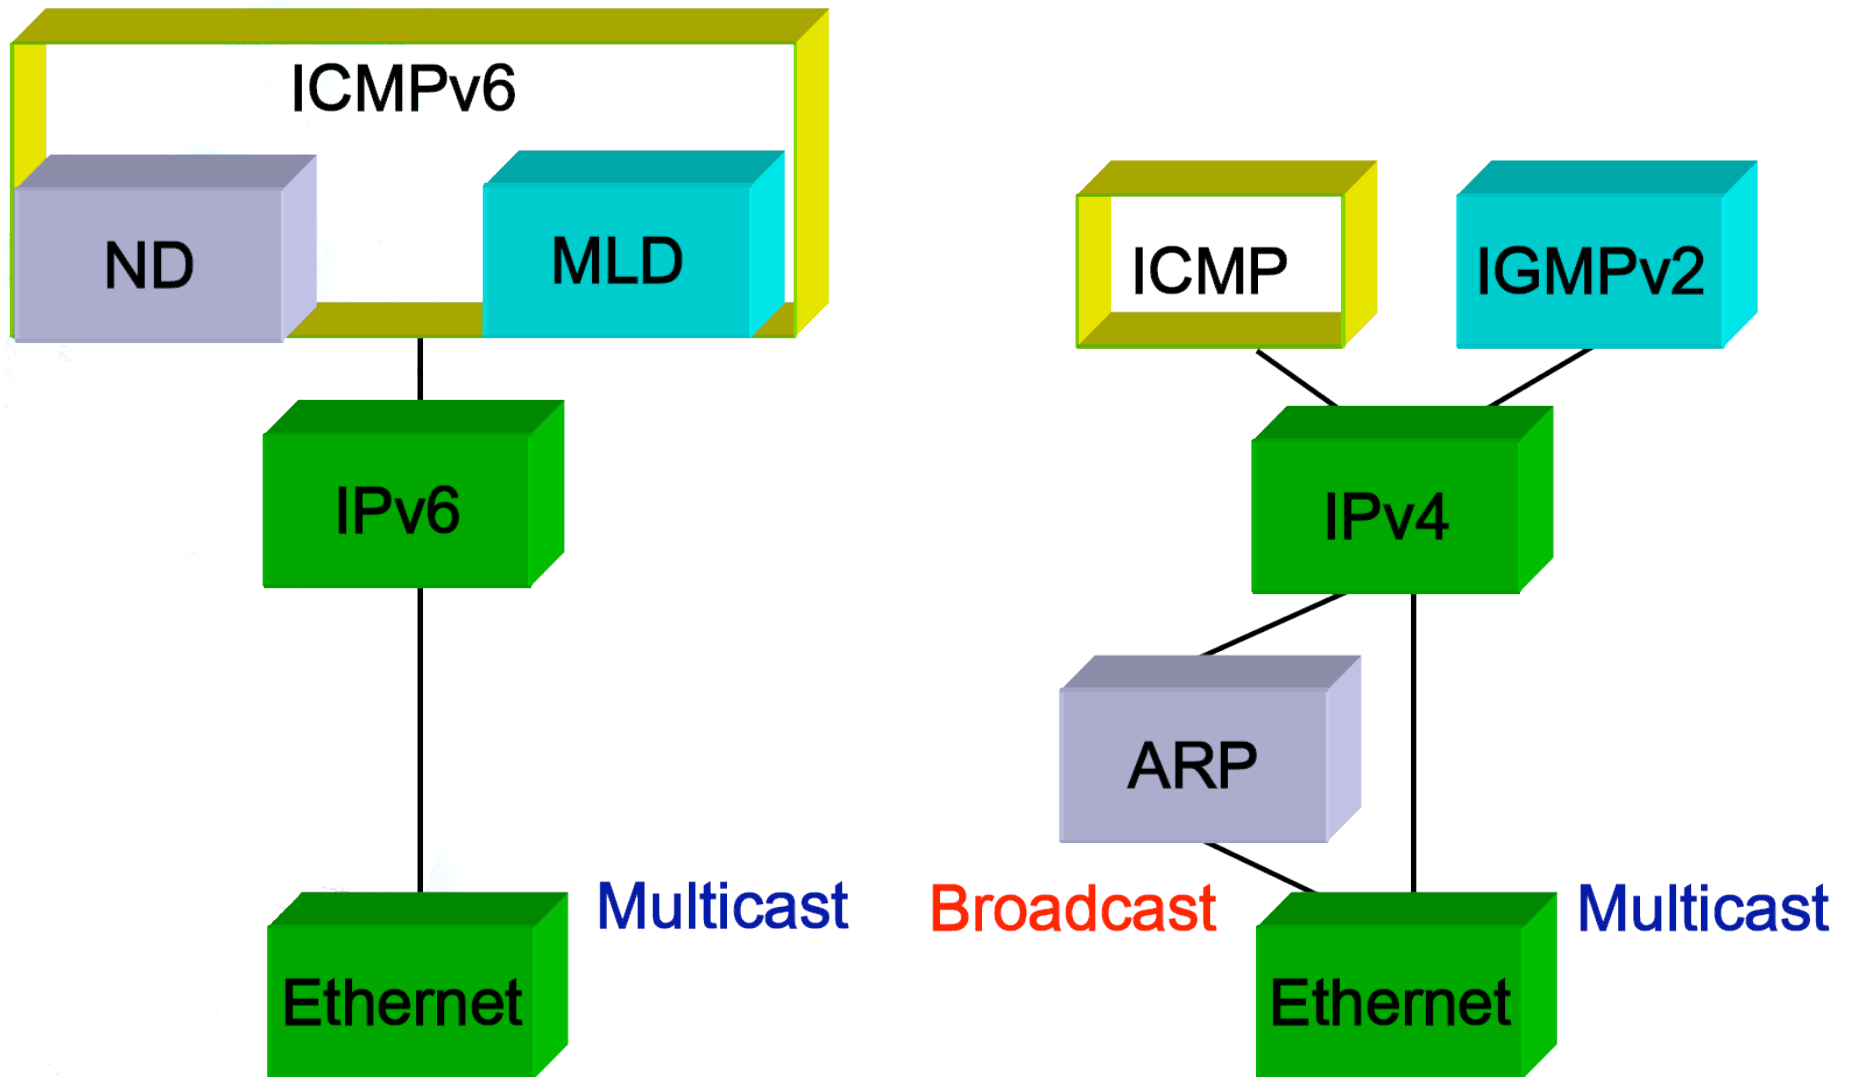 ICMPv6
ND
MLD
IPv6
Ethernet
Multicast
ICMP
IGMPv2
IPv4
ARP
Broadcast
Multicast
Ethernet